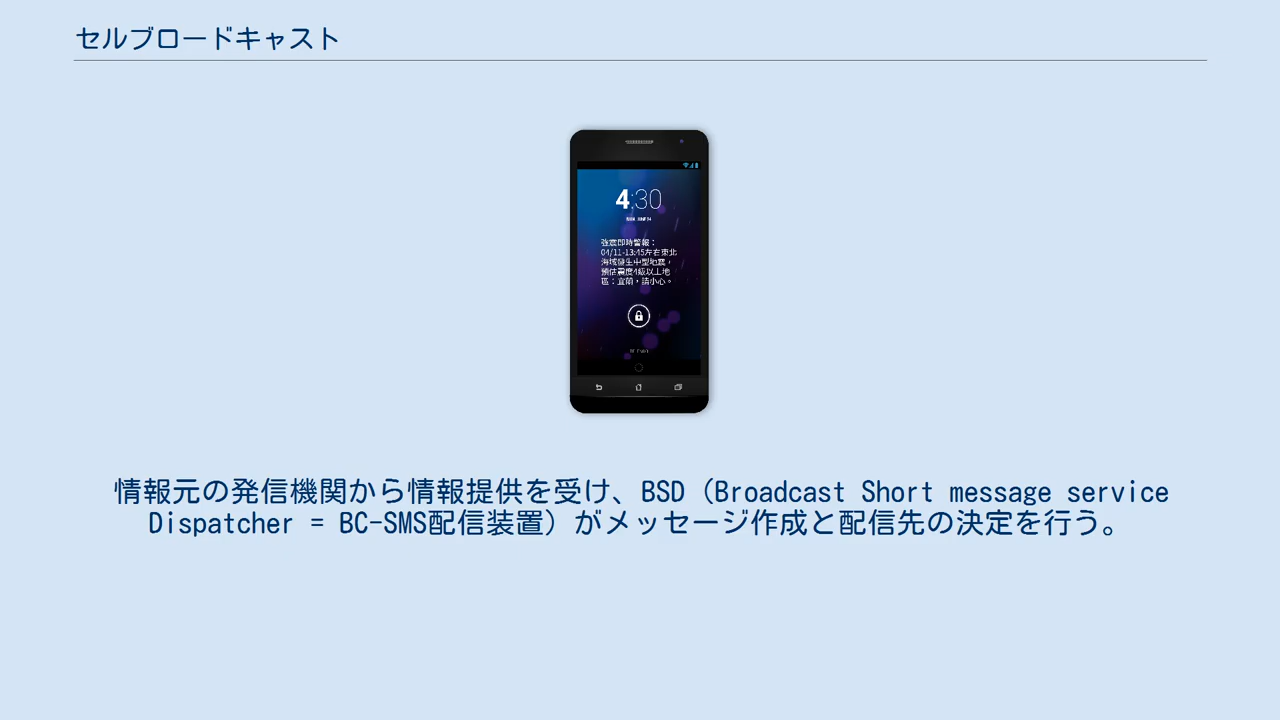 セルブロードキャスト
4:30
強震即時警報：
04/11-13:45左右東北
海域發生中型地震，
預估震度4級以上地
區：宜蘭，請小心。
情報元の発信機関から情報提供を受け、BSD（Broadcast Short message service
Dispatcher = BC-SMS配信装置）がメッセージ作成と配信先の決定を行う。